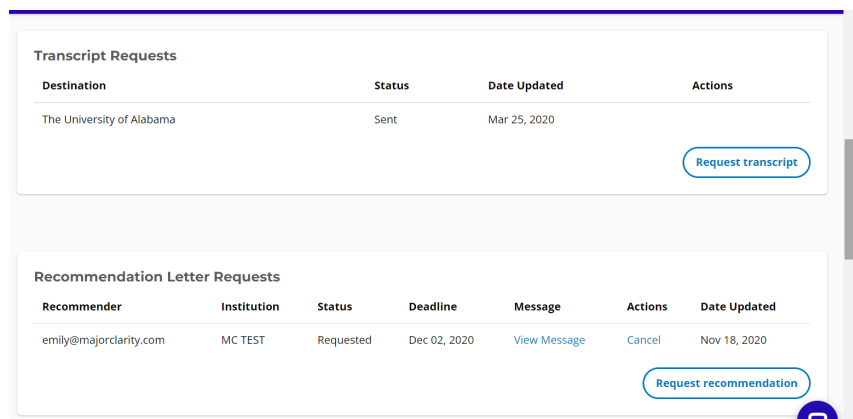 Transcript Requests
Destination Status Date Updated Actions
The University of Alabama Sent Mar 25, 2020
Request transcript
Recommendation Letter Requests
Recommender Institution Status Deadline Message Actions Date Updated
emily@majorclarity.com MC TEST Requested Dec 02, 2020 View Message Cancel Nov 18, 2020
Request recommendation